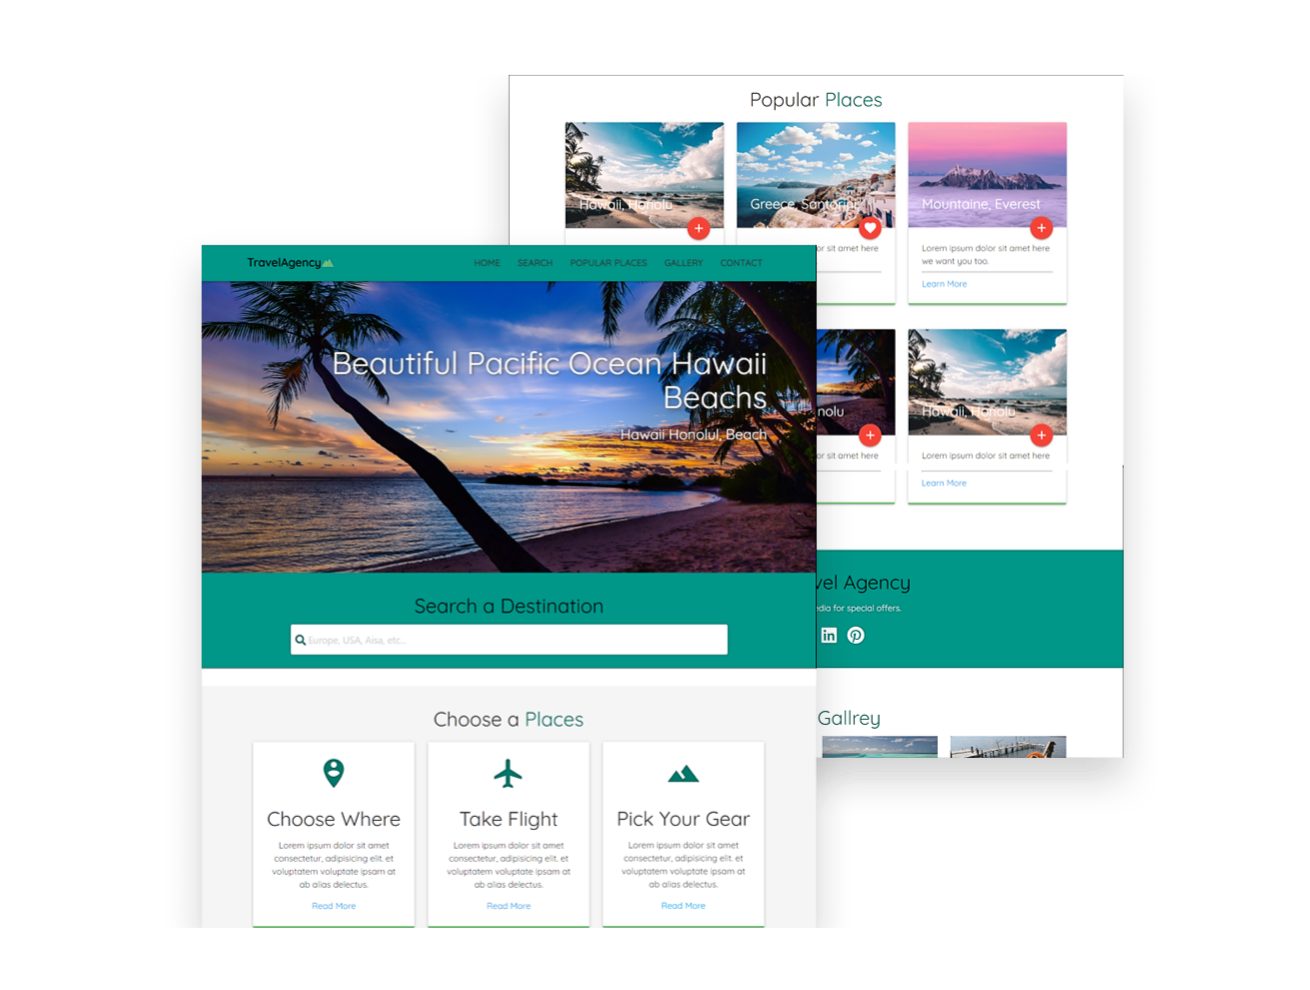 Popular Places
Hawaii, Honolu
Greece, Santorini
Mountaine, Everest
or sit amet here
Lorem ipsum dolor sit amet here
we want you too.
Learn More
nolu
Hawaii, Honolu
or sit amet here
Lorem ipsum dolor sit amet here
Learn More
vel Agency
edia for special offers.
in
Gallrey
TravelAgency
HOME SEARCH POPULAR PLACES GALLERY CONTACT
Beautiful Pacific Ocean Hawaii
Beachs
Hawaii Honolul, Beach
Search a Destination
Europe, USA, Aisa, etc...
Choose a Places
Choose Where
Lorem ipsum dolor sit amet
consectetur, adipisicing elit. et
voluptatem voluptate ipsam at
ab alias delectus.
Read More
Take Flight
Lorem ipsum dolor sit amet
consectetur, adipisicing elit. et
voluptatem voluptate ipsam at
ab alias delectus.
Read More
Pick Your Gear
Lorem ipsum dolor sit amet
consectetur, adipisicing elit. et
voluptatem voluptate ipsam at
ab alias delectus.
Read More